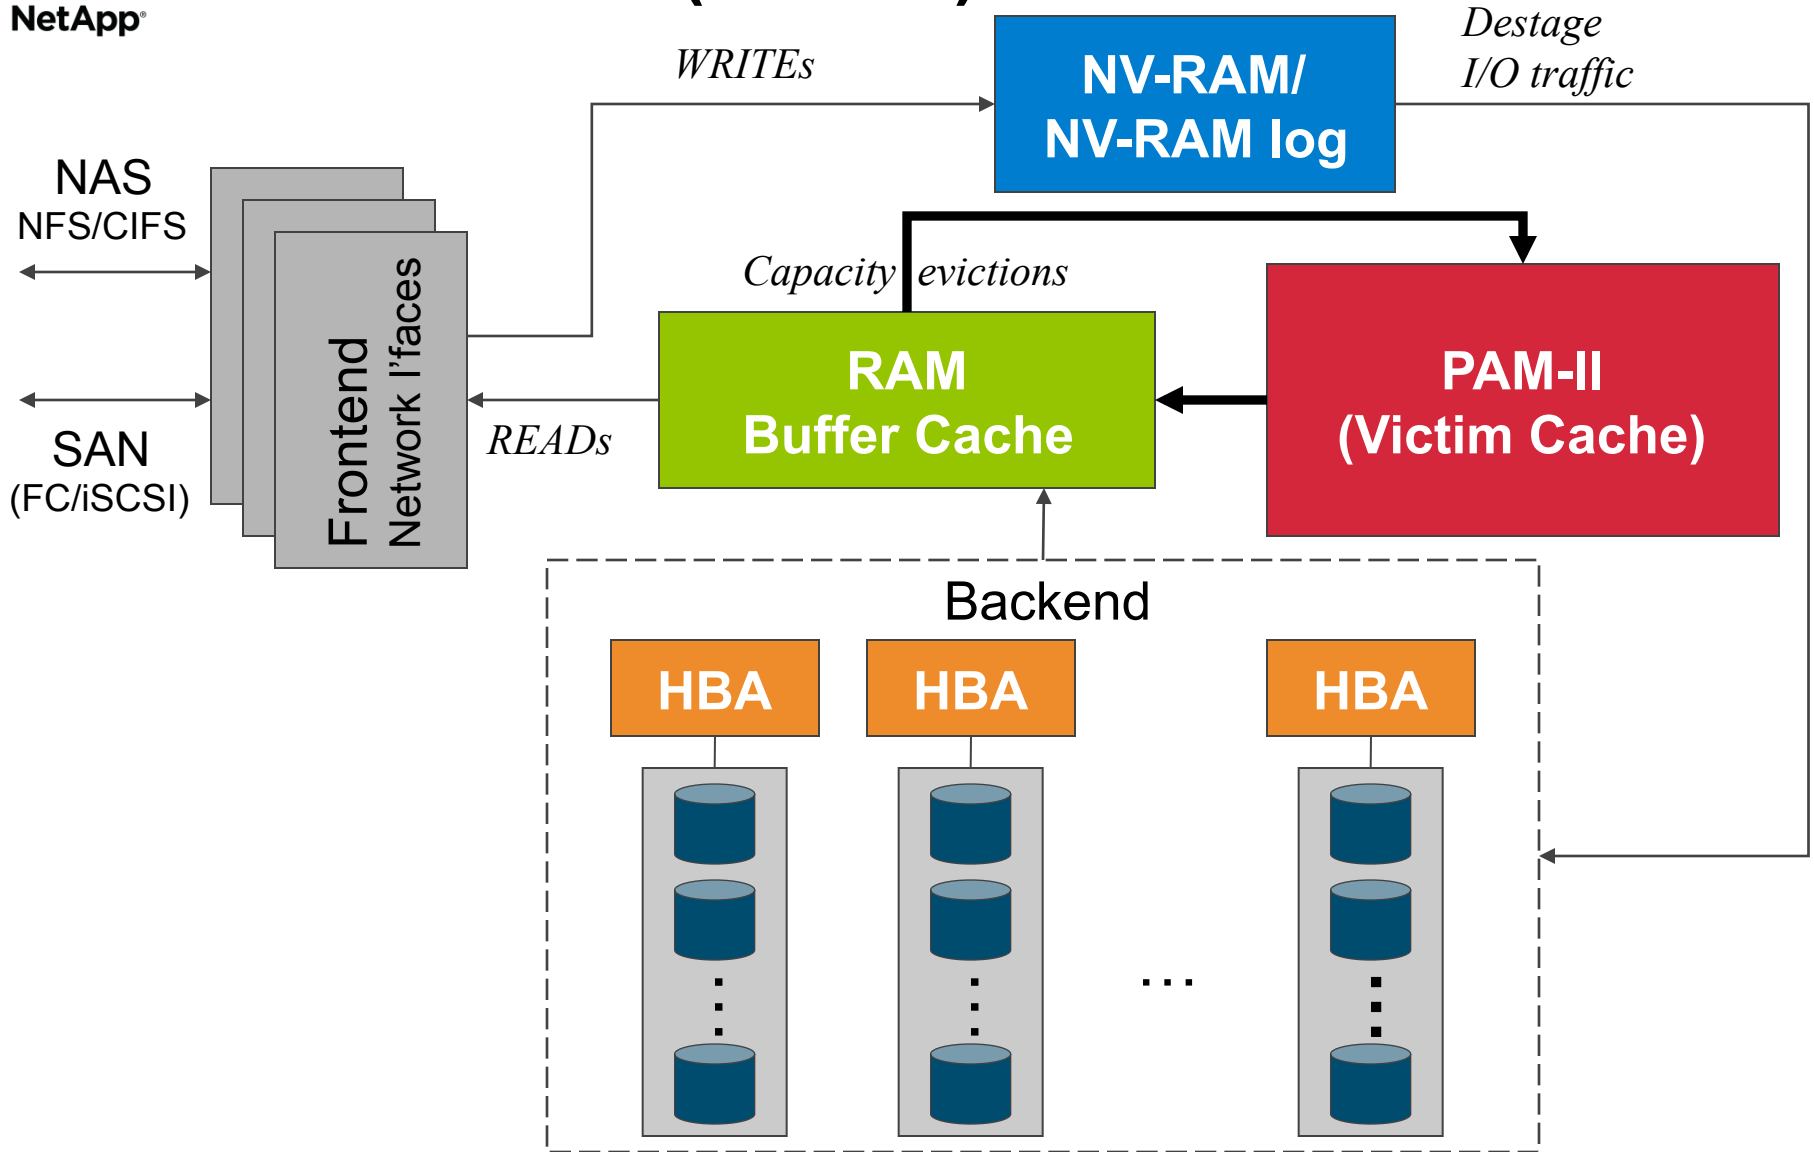 NetApp®
WRITEs
NV-RAM/
NV-RAM log
Destage
I/O traffic
NAS
NFS/CIFS
SAN
(FC/iSCSI)
Frontend
Network I'faces
READs
Capacity evictions
RAM
Buffer Cache
PAM-II
(Victim Cache)
Backend
HBA
HBA
HBA
...